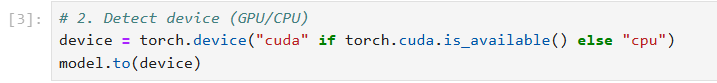 [3]: # 2. Detect device (GPU/CPU)
device = torch.device("cuda" if torch.cuda.is_available() else "cpu")
model.to(device)